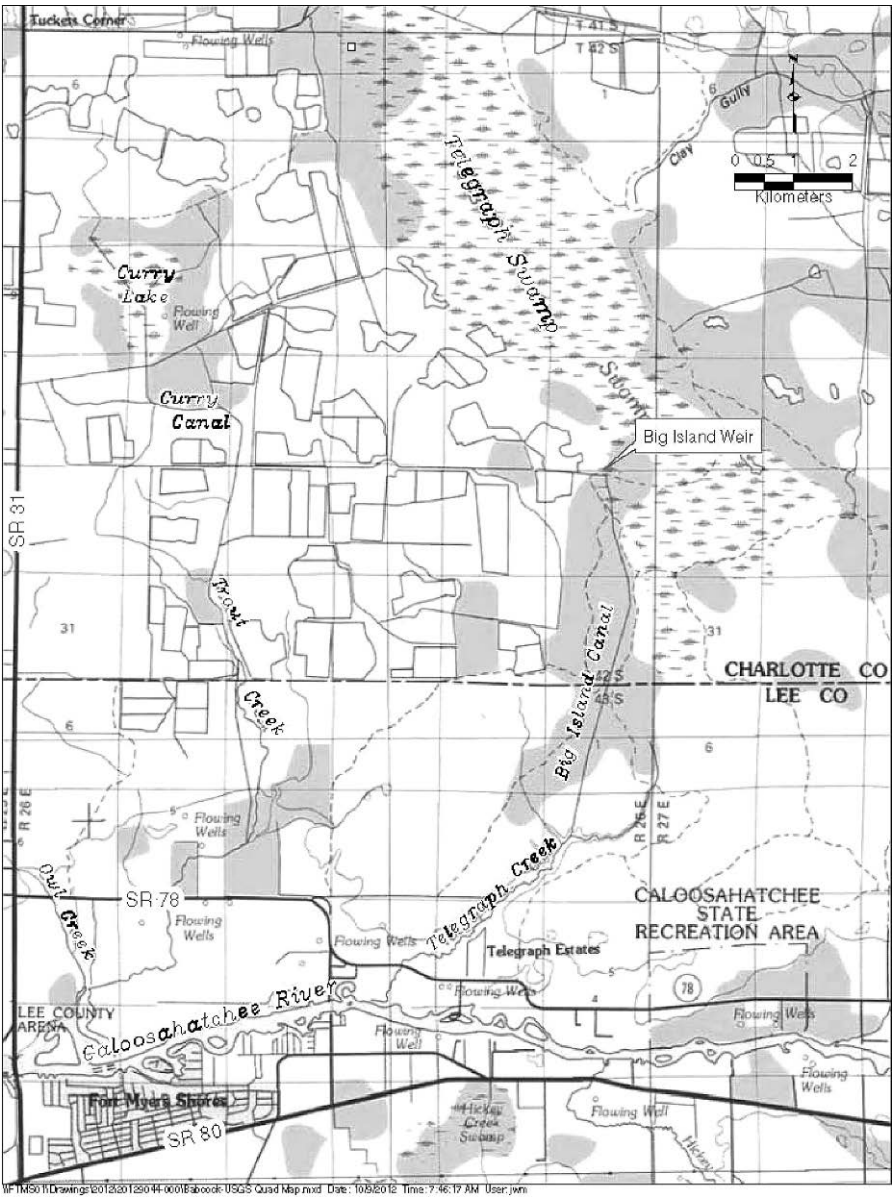 Tuckets Corner
Flowing Wells
T 41 S
T 42 S
6
1
6
Clay Gully
N
0 0.5 1 2
Kilometers
Telegraph Swamp
Curry
Lake
Flowing
Well
Swamp
Curry
Canal
Big Island Weir
SR 31
Trout
Creek
31
31
Big Island Canal
42 S
43 S
CHARLOTTE CO
LEE CO
6
6
R 26 E
5
Flowing
Wells
R 26 E
R 27 E
Owl
Creek
SR 78
Telegraph Creek
CALOOSAHATCHEE
STATE
RECREATION AREA
Flowing
Wells
Flowing Wells
Telegraph Estates
5
Flowing Wells
78
4
LEE COUNTY
ARENA
Caloosahatchee River
Flowing Wells
Flowing
Well
Flowing
Wells
Fort Myers Shores
Hickey
Creek
Swamp
Flowing Well
Hickey
SR 80